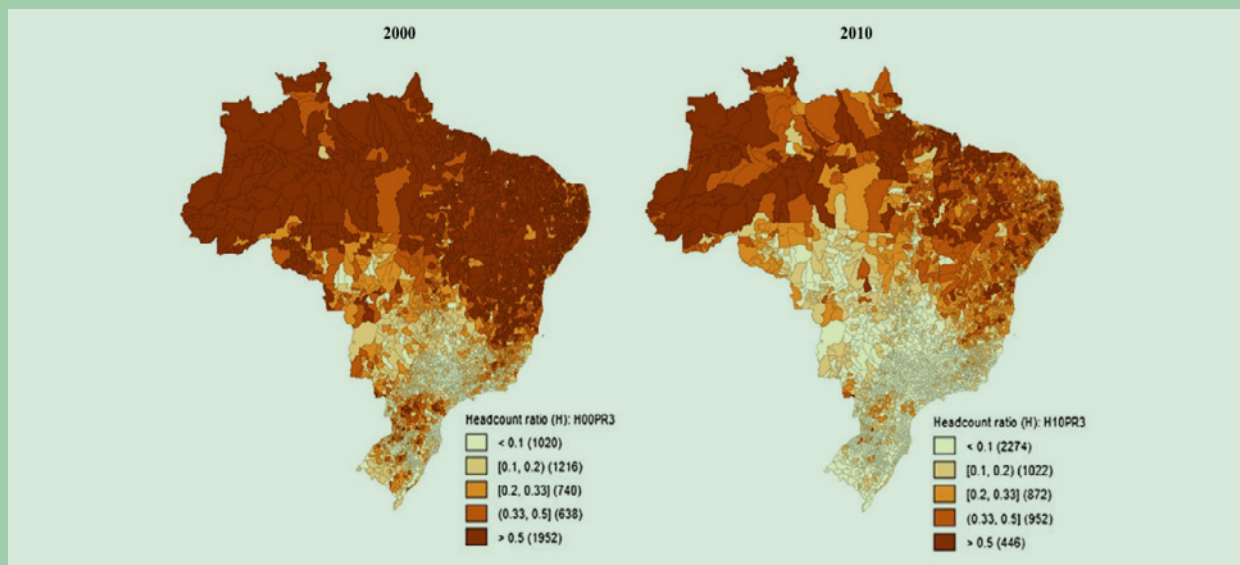 2000
2010
Headcount ratio (H): H00PR3
< 0.1 (1020)
[0.1, 0.2) (1216)
[0.2, 0.33] (740)
(0.33, 0.5] (638)
> 0.5 (1952)
Headcount ratio (H): H10PR3
< 0.1 (2274)
[0.1, 0.2) (1022)
[0.2, 0.33] (872)
(0.33, 0.5] (952)
> 0.5 (446)